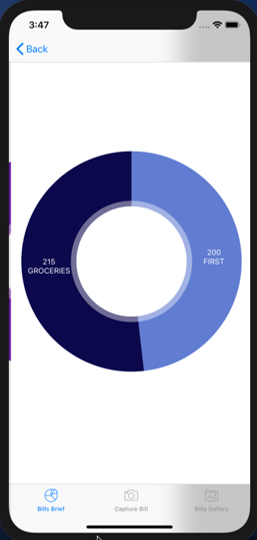 3:47
Back
200
FIRST
215
GROCERIES
Bills Brief
Capture Bill
Bills Gallery